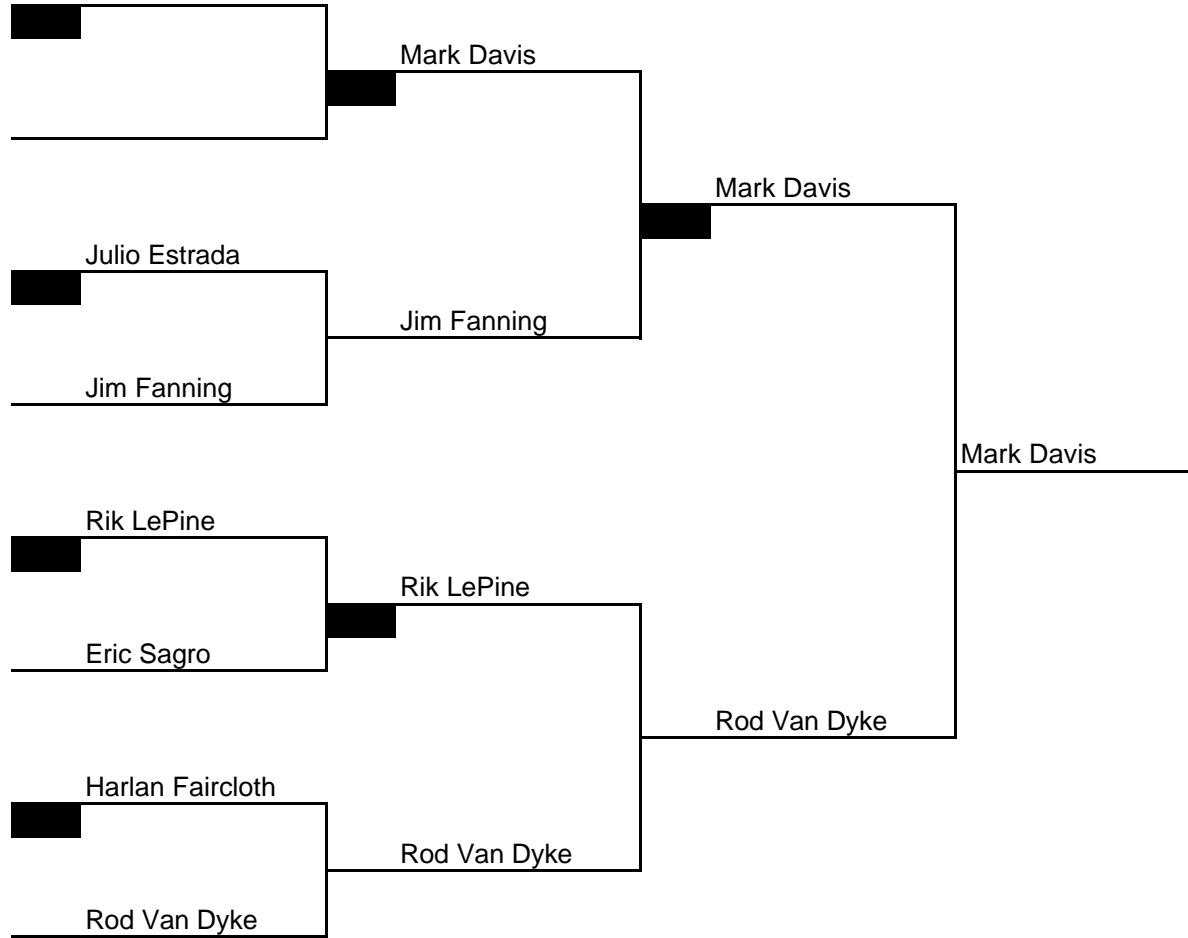 Mark Davis
Mark Davis
Julio Estrada
Jim Fanning
Jim Fanning
Mark Davis
Rik LePine
Rik LePine
Eric Sagro
Rod Van Dyke
Harlan Faircloth
Rod Van Dyke
Rod Van Dyke